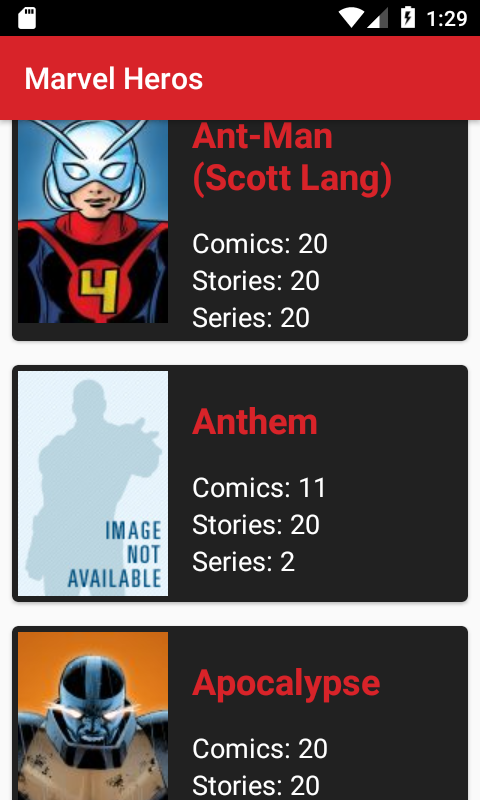 1:29
Marvel Heros
Ant-Man
(Scott Lang)
4
Comics: 20
Stories: 20
Series: 20
IMAGE
NOT
AVAILABLE
Anthem
Comics: 11
Stories: 20
Series: 2
Apocalypse
Comics: 20
Stories: 20